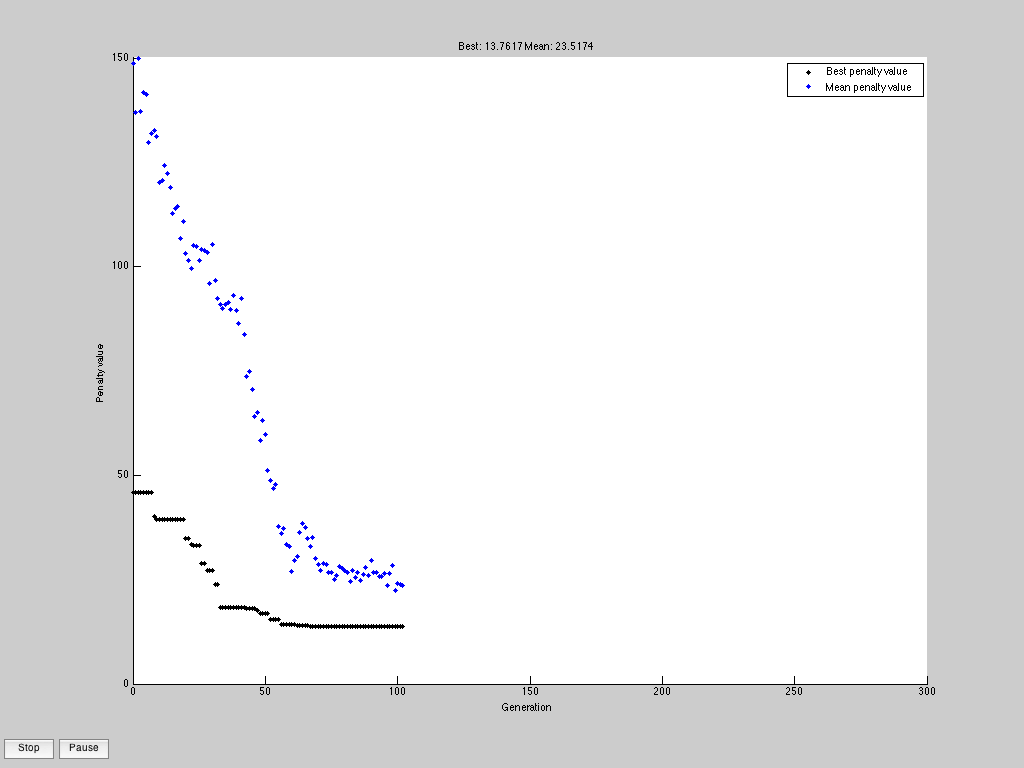 Best: 13.7617 Mean: 23.5174
150
Best penalty value
Mean penalty value
100
Penalty value
50
0
0 50 100 150 200 250 300
Generation
Stop Pause